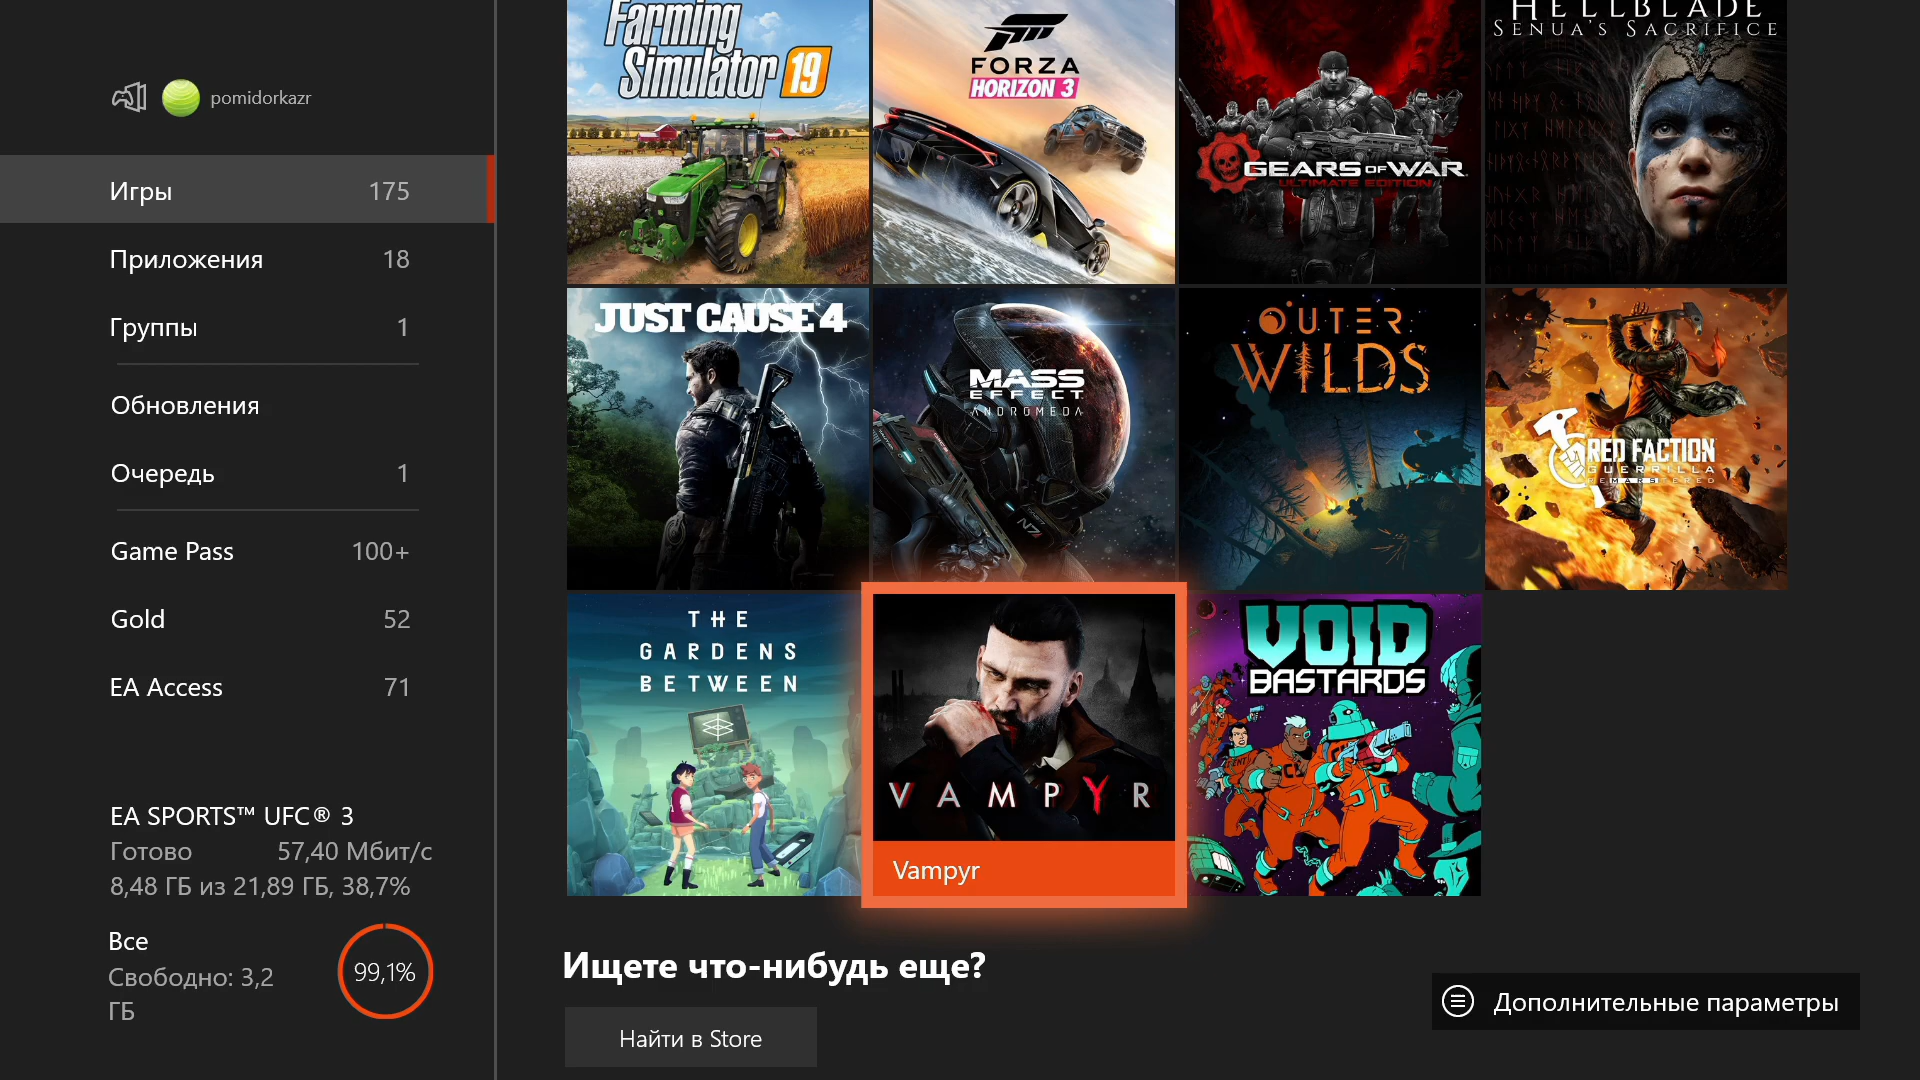 pomidorkazr
Игры 175
Приложения 18
Группы 1
Обновления
Очередь 1
Game Pass 100+
Gold 52
EA Access 71
EA SPORTS™ UFC® 3
Готово 57,40 Мбит/с
8,48 ГБ из 21,89 ГБ, 38,7%
Все
Свободно: 3,2
ГБ
99,1%
Farming
Simulator 19
FORZA
HORIZON 3
GEARS OF WAR
ULTIMATE EDITION
HELLBLADE
SENUA'S SACRIFICE
JUST CAUSE 4
MASS
EFFECT
ANDROMEDA
N7
OUTER
WILDS
RED FACTION
GUERRILLA
REMARSTERED
THE
GARDENS
BETWEEN
VAMPYR
Vampyr
VOID
BASTARDS
Ищете что-нибудь еще?
Найти в Store
Дополнительные параметры